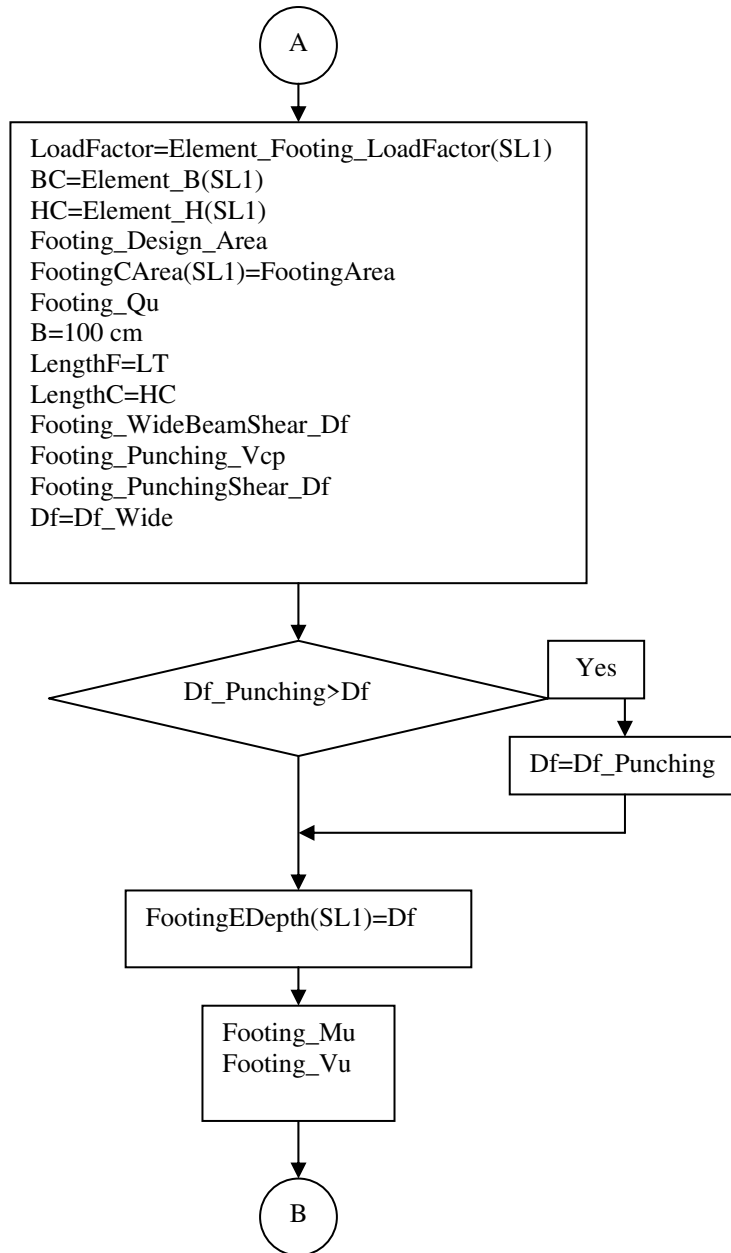 A
LoadFactor=Element_Footing_LoadFactor(SL1)
BC=Element_B(SL1)
HC=Element_H(SL1)
Footing_Design_Area
FootingCArea(SL1)=FootingArea
Footing_Qu
B=100 cm
LengthF=LT
LengthC=HC
Footing_WideBeamShear_Df
Footing_Punching_Vcp
Footing_PunchingShear_Df
Df=Df_Wide
Df_Punching>Df
Yes
Df=Df_Punching
FootingEDepth(SL1)=Df
Footing_Mu
Footing_Vu
B